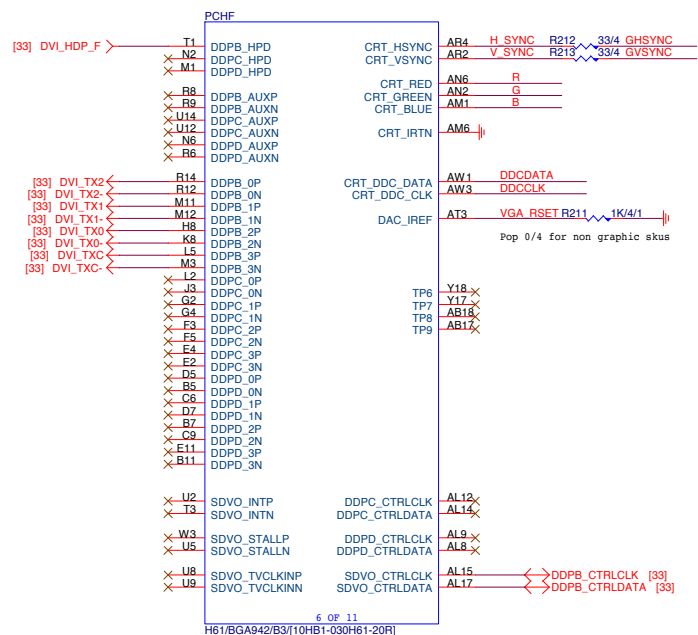 PCHF
[33] DVI_HDP_F T1 DDPB_HPD CRT_HSYNC AR4 H_SYNC R212 33/4 GHSYNC
N2 DDPC_HPD CRT_VSYNC AR2 V_SYNC R213 33/4 GVSYNC
M1 DDPD_HPD
CRT_RED AN6 R
R8 DDPB_AUXP CRT_GREEN AN2 G
R9 DDPB_AUXN CRT_BLUE AM1 B
U14 DDPC_AUXP
U12 DDPC_AUXN CRT_IRTN AM6
N6 DDPD_AUXP
R6 DDPD_AUXN
[33] DVI_TX2 R14 DDPB_0P CRT_DDC_DATA AW1 DDCDATA
[33] DVI_TX2- R12 DDPB_0N CRT_DDC_CLK AW3 DDCCLK
[33] DVI_TX1 M11 DDPB_1P
[33] DVI_TX1- M12 DDPB_1N DAC_IREF AT3 VGA_RSET R211 1K/4/1
[33] DVI_TX0 H8 DDPB_2P
Pop 0/4 for non graphic skus
[33] DVI_TX0- K8 DDPB_2N
[33] DVI_TXC L5 DDPB_3P
[33] DVI_TXC- M3 DDPB_3N
L2 DDPC_0P
J3 DDPC_0N TP6 Y18
G2 DDPC_1P TP7 Y17
G4 DDPC_1N TP8 AB18
F3 DDPC_2P TP9 AB17
F5 DDPC_2N
E4 DDPC_3P
E2 DDPC_3N
D5 DDPD_0P
B5 DDPD_0N
C6 DDPD_1P
D7 DDPD_1N
B7 DDPD_2P
C9 DDPD_2N
E11 DDPD_3P
B11 DDPD_3N
U2 SDVO_INTP DDPC_CTRLCLK AL12
T3 SDVO_INTN DDPC_CTRLDATA AL14
W3 SDVO_STALLP DDPD_CTRLCLK AL9
U5 SDVO_STALLN DDPD_CTRLDATA AL8
U8 SDVO_TVCLKINP SDVO_CTRLCLK AL15 DDPB_CTRLCLK [33]
U9 SDVO_TVCLKINN SDVO_CTRLDATA AL17 DDPB_CTRLDATA [33]
6 OF 11
H61/BGA942/B3/[10HB1-030H61-20R]